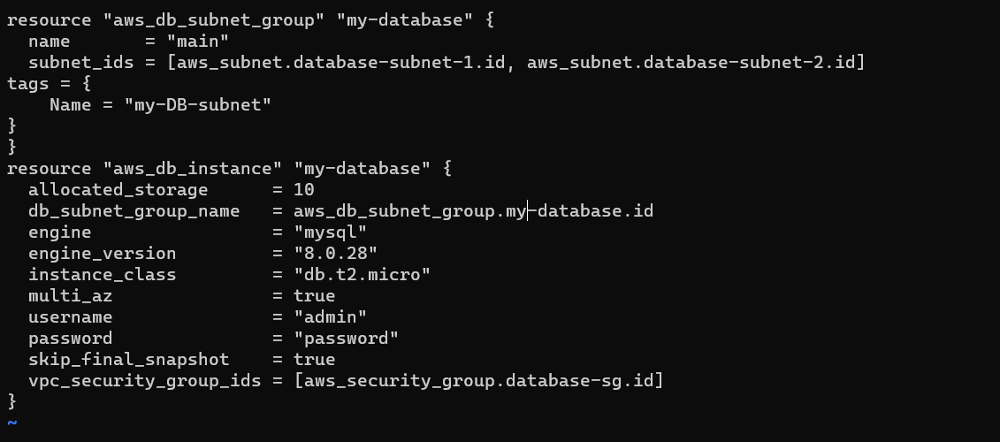 resource "aws_db_subnet_group" "my-database" {
  name       = "main"
  subnet_ids = [aws_subnet.database-subnet-1.id, aws_subnet.database-subnet-2.id]
tags = {
    Name = "my-DB-subnet"
}
}
resource "aws_db_instance" "my-database" {
  allocated_storage      = 10
  db_subnet_group_name   = aws_db_subnet_group.my-database.id
  engine                 = "mysql"
  engine_version         = "8.0.28"
  instance_class         = "db.t2.micro"
  multi_az               = true
  username               = "admin"
  password               = "password"
  skip_final_snapshot    = true
  vpc_security_group_ids = [aws_security_group.database-sg.id]
}
~